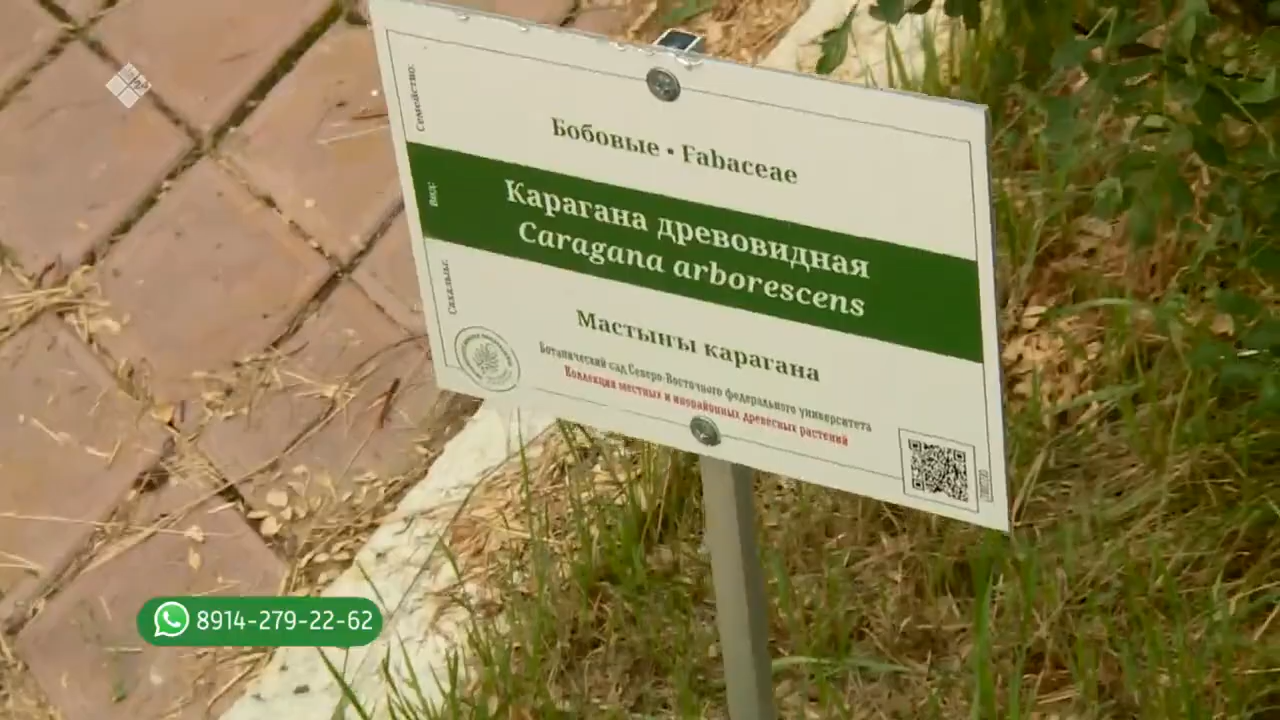 Семейство:
Бобовые • Fabaceae
Вид:
Карагана древовидная
Caragana arborescens
Сахалыы:
Мастыҥы карагана
Ботанический сад Северо-Восточного федерального университета
Коллекция местных и инорайонных древесных растений
8914-279-22-62